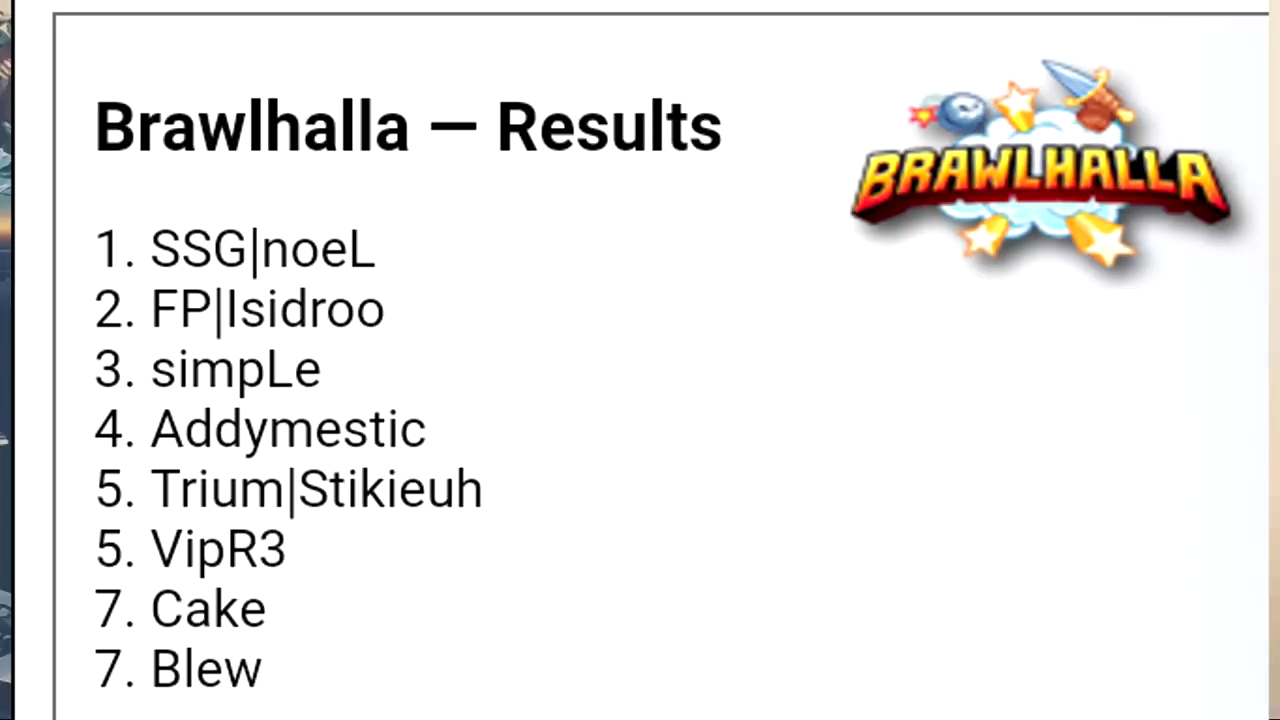 Brawlhalla — Results
BRAWLHALLA
1. SSG|noeL
2. FP|Isidroo
3. simpLe
4. Addymestic
5. Trium|Stikieuh
5. VipR3
7. Cake
7. Blew